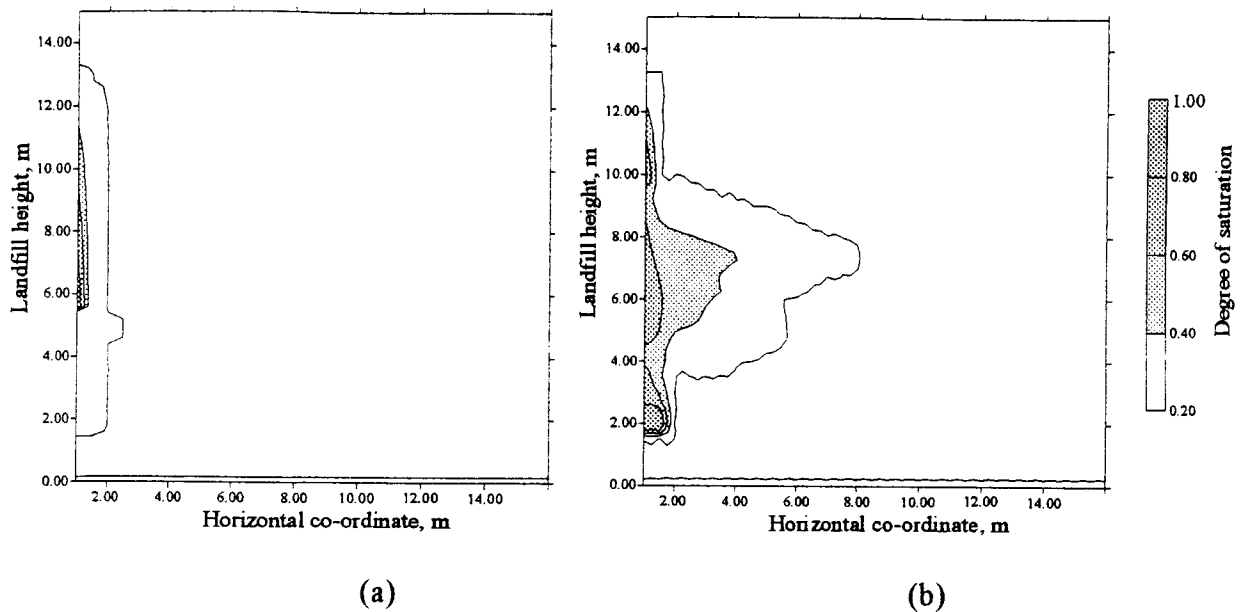 14.00
12.00
10.00
8.00
6.00
4.00
2.00
0.00
Landfill height, m
2.00 4.00 6.00 8.00 10.00 12.00 14.00
Horizontal co-ordinate, m
(a)
14.00
12.00
10.00
8.00
6.00
4.00
2.00
0.00
Landfill height, m
2.00 4.00 6.00 8.00 10.00 12.00 14.00
Horizontal co-ordinate, m
(b)
1.00
0.80
0.60
0.40
0.20
Degree of saturation